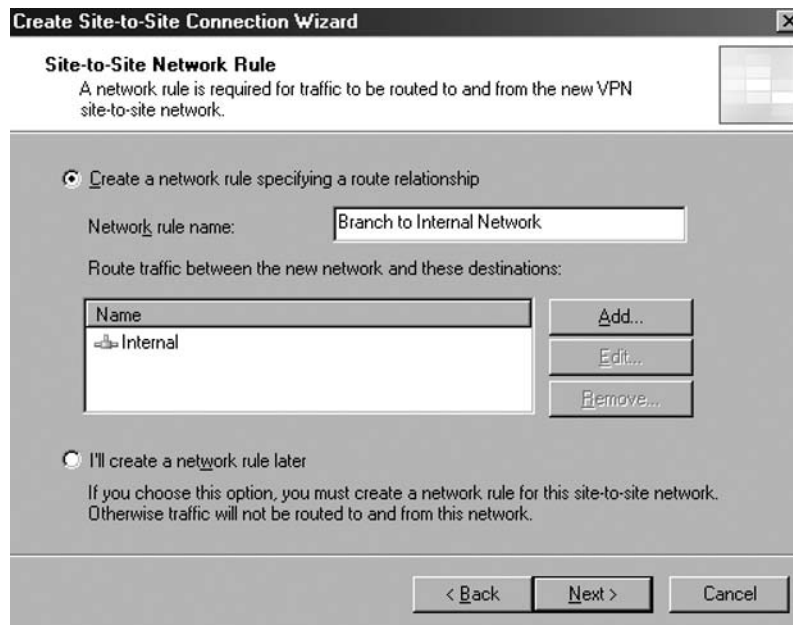 Create Site-to-Site Connection Wizard
Site-to-Site Network Rule
A network rule is required for traffic to be routed to and from the new VPN
site-to-site network.
Create a network rule specifying a route relationship
Network rule name:
Branch to Internal Network
Route traffic between the new network and these destinations:
Name
Internal
Add...
Edit...
Remove...
I'll create a network rule later
If you choose this option, you must create a network rule for this site-to-site network.
Otherwise traffic will not be routed to and from this network.
< Back
Next >
Cancel